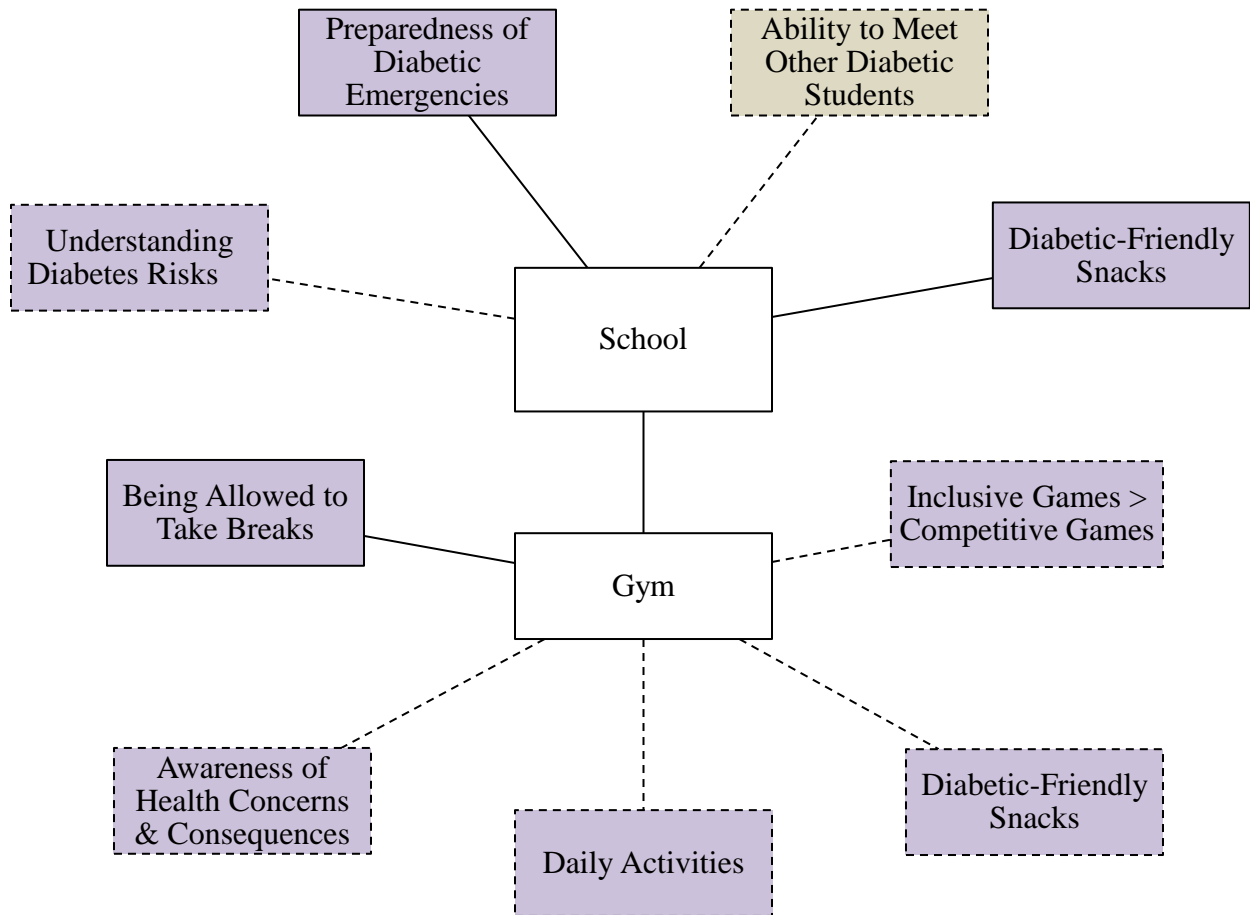 Preparedness of
Diabetic
Emergencies
Ability to Meet
Other Diabetic
Students
Understanding
Diabetes Risks
Diabetic-Friendly
Snacks
School
Being Allowed to
Take Breaks
Inclusive Games >
Competitive Games
Gym
Awareness of
Health Concerns
& Consequences
Daily Activities
Diabetic-Friendly
Snacks